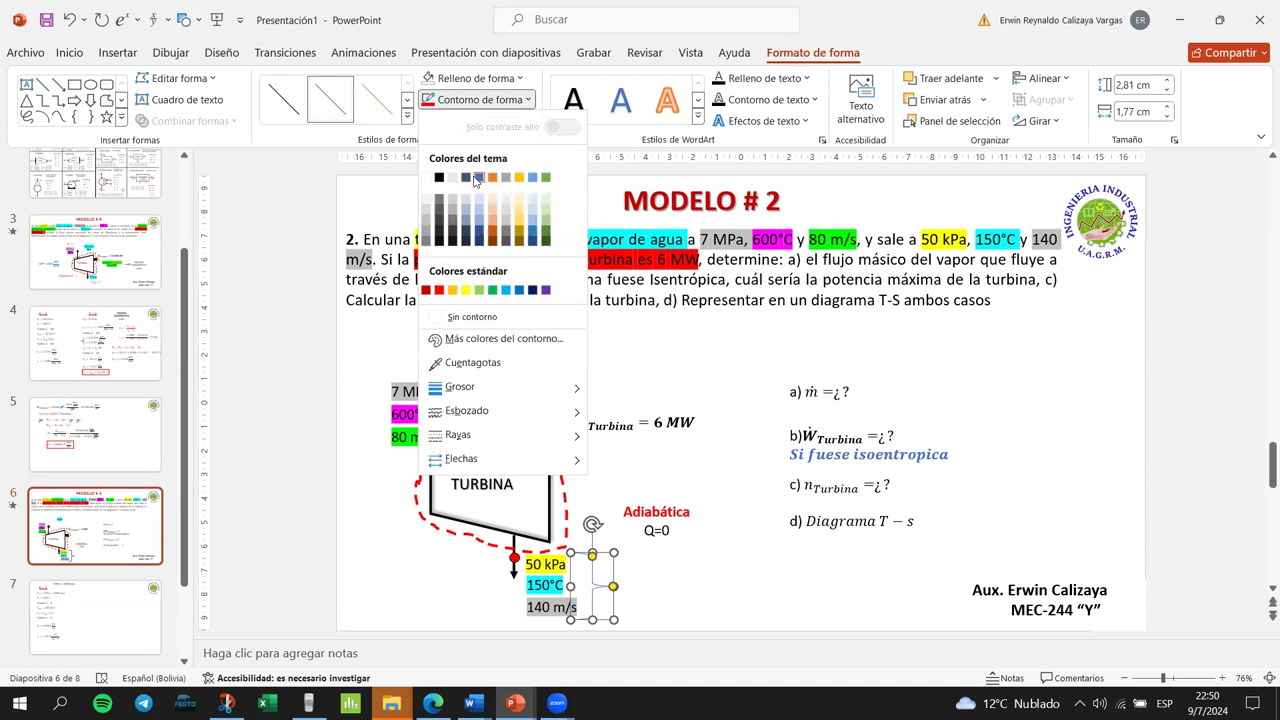 Presentación1 - PowerPoint
Buscar
Erwin Reynaldo Calizaya Vargas
ER
Archivo Inicio Insertar Dibujar Diseño Transiciones Animaciones Presentación con diapositivas Grabar Revisar Vista Ayuda Formato de forma
Compartir
Editar forma
Cuadro de texto
Combinar formas
Insertar formas
Relleno de forma
Contorno de forma
Estilos de form
Relleno de texto
Contorno de texto
Efectos de texto
Estilos de WordArt
Texto
alternativo
Accesibilidad
Traer adelante
Enviar atrás
Panel de selección
Alinear
Agrupar
Girar
Organizar
2,81 cm
1,77 cm
Tamaño
Solo contraste alto
Colores del tema
Colores estándar
Sin contorno
Más colores del contorno...
Cuentagotas
Grosor
Esbozado
Rayas
Flechas
3
4
5
6
7
MODELO # 2
INGENIERIA INDUSTRIAL
U.A.G.R.M.
2. En una t vapor de agua a 7 MPa, 600°C y 80 m/s, y sale a 50 kPa, 150°C y 140
m/s. Si la urbina es 6 MW, determine: a) el flujo másico del vapor que fluye a
través de l na fuese Isentrópica, cuál sería la potencia máxima de la turbina, c)
Calcular la la turbina, d) Representar en un diagrama T-S ambos casos
7 MP
600°
80 m
Turbina = 6 MW
TURBINA
Adiabática
Q=0
50 kPa
150°C
140 m/s
a) ṁ =¿?
b)Ẇ Turbina =¿?
Si fuese isoentropica
c) n Turbina =¿?
d) Diagrama T − s
Aux. Erwin Calizaya
MEC-244 “Y”
Haga clic para agregar notas
Diapositiva 6 de 8
Español (Bolivia)
Accesibilidad: es necesario investigar
Notas
Comentarios
76%
12°C Nublado
ESP
22:50
9/7/2024